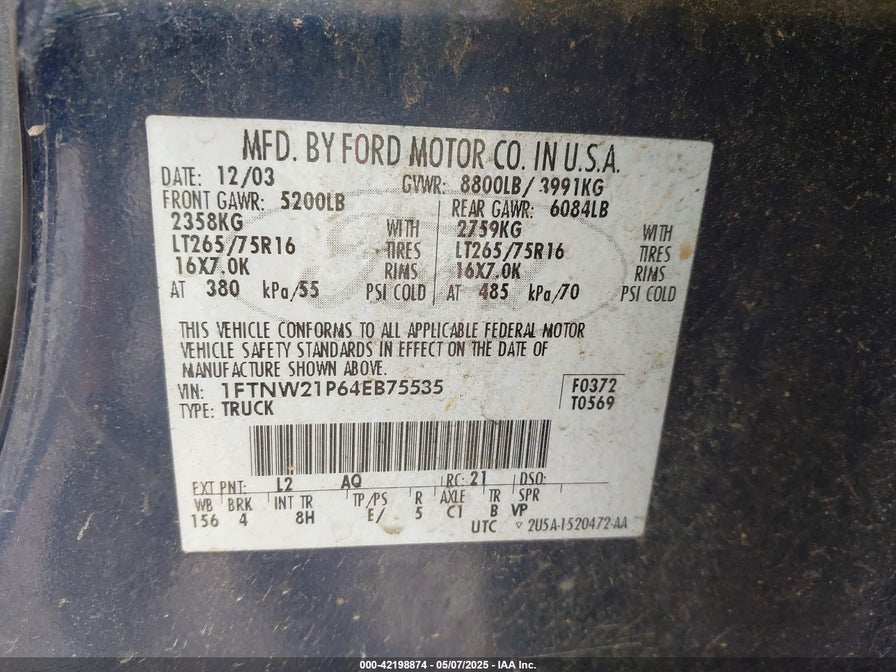 MFD. BY FORD MOTOR CO. IN U.S.A.
DATE: 12/03 GVWR: 8800LB/ 3991KG
FRONT GAWR: 5200LB REAR GAWR: 6084LB
2358KG WITH 2759KG WITH
LT265/75R16 TIRES LT265/75R16 TIRES
16X7.0K RIMS 16X7.0K RIMS
AT 380 kPa/55 PSI COLD AT 485 kPa/70 PSI COLD
THIS VEHICLE CONFORMS TO ALL APPLICABLE FEDERAL MOTOR
VEHICLE SAFETY STANDARDS IN EFFECT ON THE DATE OF
MANUFACTURE SHOWN ABOVE.
VIN: 1FTNW21P64EB75535 F0372
TYPE: TRUCK T0569
EXT PNT: L2 AQ RC: 21 DSO:
WB BRK INT TR TP/PS R AXLE TR SPR
156 4 8H E/ 5 C1 B VP
UTC 2U5A-1520472-AA
000-42198874 - 05/07/2025 - IAA Inc.